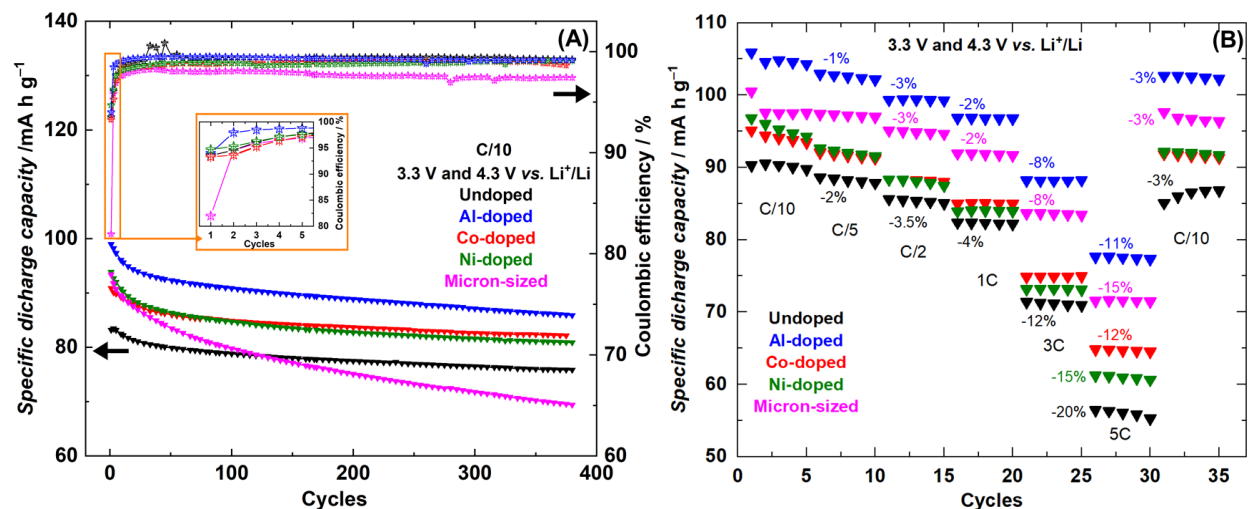 (A)
140
120
100
80
60
100
90
80
70
60
0
100
200
300
400
Specific dicharge capacity /mA h g⁻¹
Cycles
Coulombic efficiency / %
C/10
3.3 V and 4.3 V vs. Li⁺/Li
Undoped
Al-doped
Co-doped
Ni-doped
Micron-sized
100
95
90
85
80
1 2 3 4 5
Cycles
Coulombic efficiency / %
(B)
3.3 V and 4.3 V vs. Li⁺/Li
110
100
90
80
70
60
50
0
5
10
15
20
25
30
35
Specific dicharge capacity /mA h g⁻¹
Cycles
-1%
-3%
-2%
-3%
-3%
-2%
-3%
-8%
-3%
-8%
C/10
-2%
C/5
-3.5%
C/2
-4%
C/10
-11%
1C
-15%
-12%
3C
-12%
-15%
-20%
5C
Undoped
Al-doped
Co-doped
Ni-doped
Micron-sized